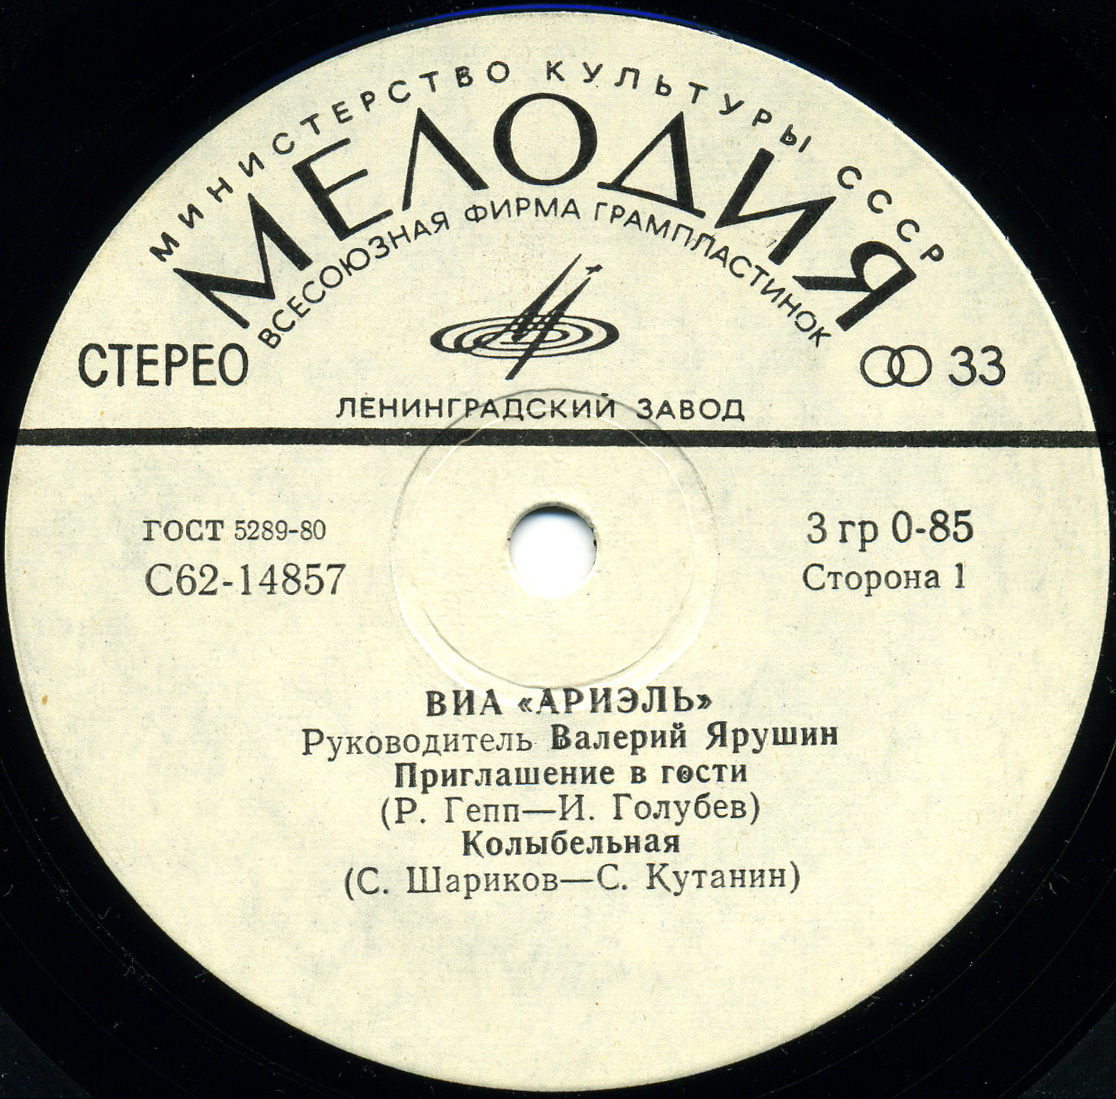 МИНИСТЕРСТВО КУЛЬТУРЫ СССР
МЕЛОДИЯ
ВСЕСОЮЗНАЯ ФИРМА ГРАМПЛАСТИНОК
СТЕРЕО
33
ЛЕНИНГРАДСКИЙ ЗАВОД
ГОСТ 5289-80
С62-14857
3 гр 0-85
Сторона 1
ВИА «АРИЭЛЬ»
Руководитель Валерий Ярушин
Приглашение в гости
(Р. Гепп—И. Голубев)
Колыбельная
(С. Шариков—С. Кутанин)